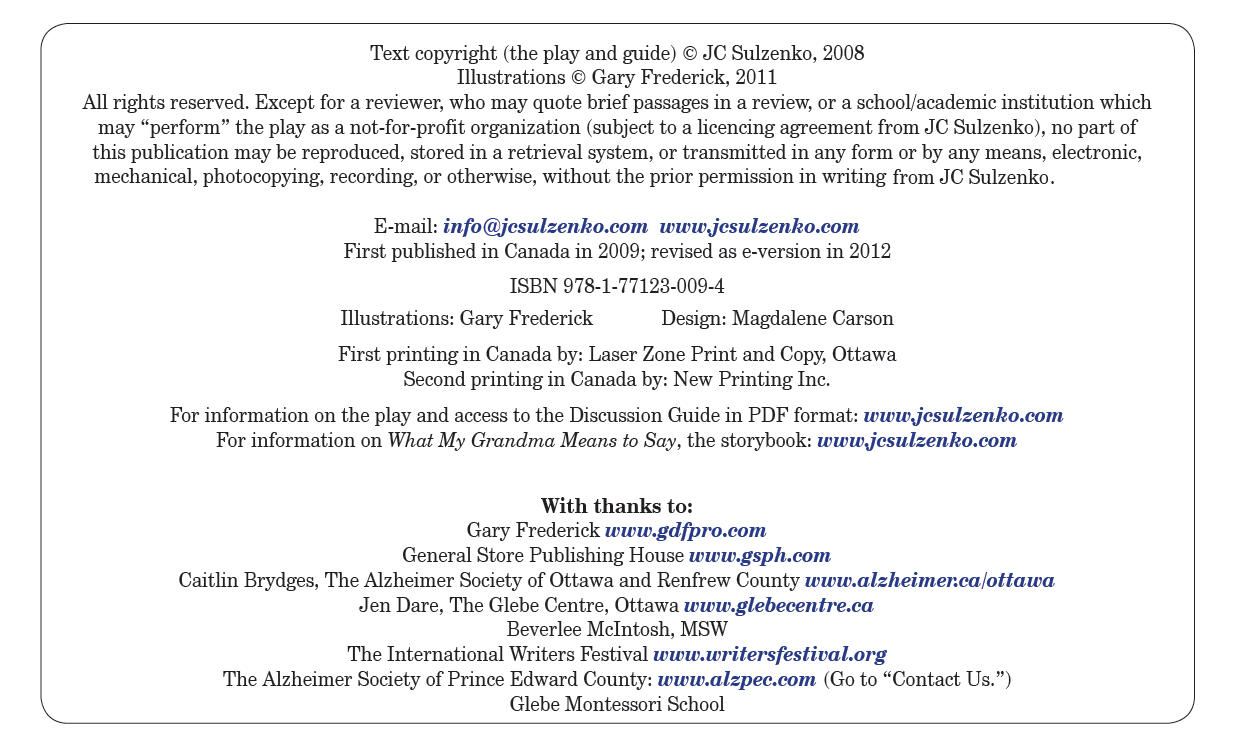 Text copyright (the play and guide) © JC Sulzenko, 2008
Illustrations © Gary Frederick, 2011
All rights reserved. Except for a reviewer, who may quote brief passages in a review, or a school/academic institution which
may “perform” the play as a not-for-profit organization (subject to a licencing agreement from JC Sulzenko), no part of
this publication may be reproduced, stored in a retrieval system, or transmitted in any form or by any means, electronic,
mechanical, photocopying, recording, or otherwise, without the prior permission in writing from JC Sulzenko.
E-mail: info@jcsulzenko.com www.jcsulzenko.com
First published in Canada in 2009; revised as e-version in 2012
ISBN 978-1-77123-009-4
Illustrations: Gary Frederick Design: Magdalene Carson
First printing in Canada by: Laser Zone Print and Copy, Ottawa
Second printing in Canada by: New Printing Inc.
For information on the play and access to the Discussion Guide in PDF format: www.jcsulzenko.com
For information on What My Grandma Means to Say, the storybook: www.jcsulzenko.com
With thanks to:
Gary Frederick www.gdfpro.com
General Store Publishing House www.gsph.com
Caitlin Brydges, The Alzheimer Society of Ottawa and Renfrew County www.alzheimer.ca/ottawa
Jen Dare, The Glebe Centre, Ottawa www.glebecentre.ca
Beverlee McIntosh, MSW
The International Writers Festival www.writersfestival.org
The Alzheimer Society of Prince Edward County: www.alzpec.com (Go to “Contact Us.”)
Glebe Montessori School